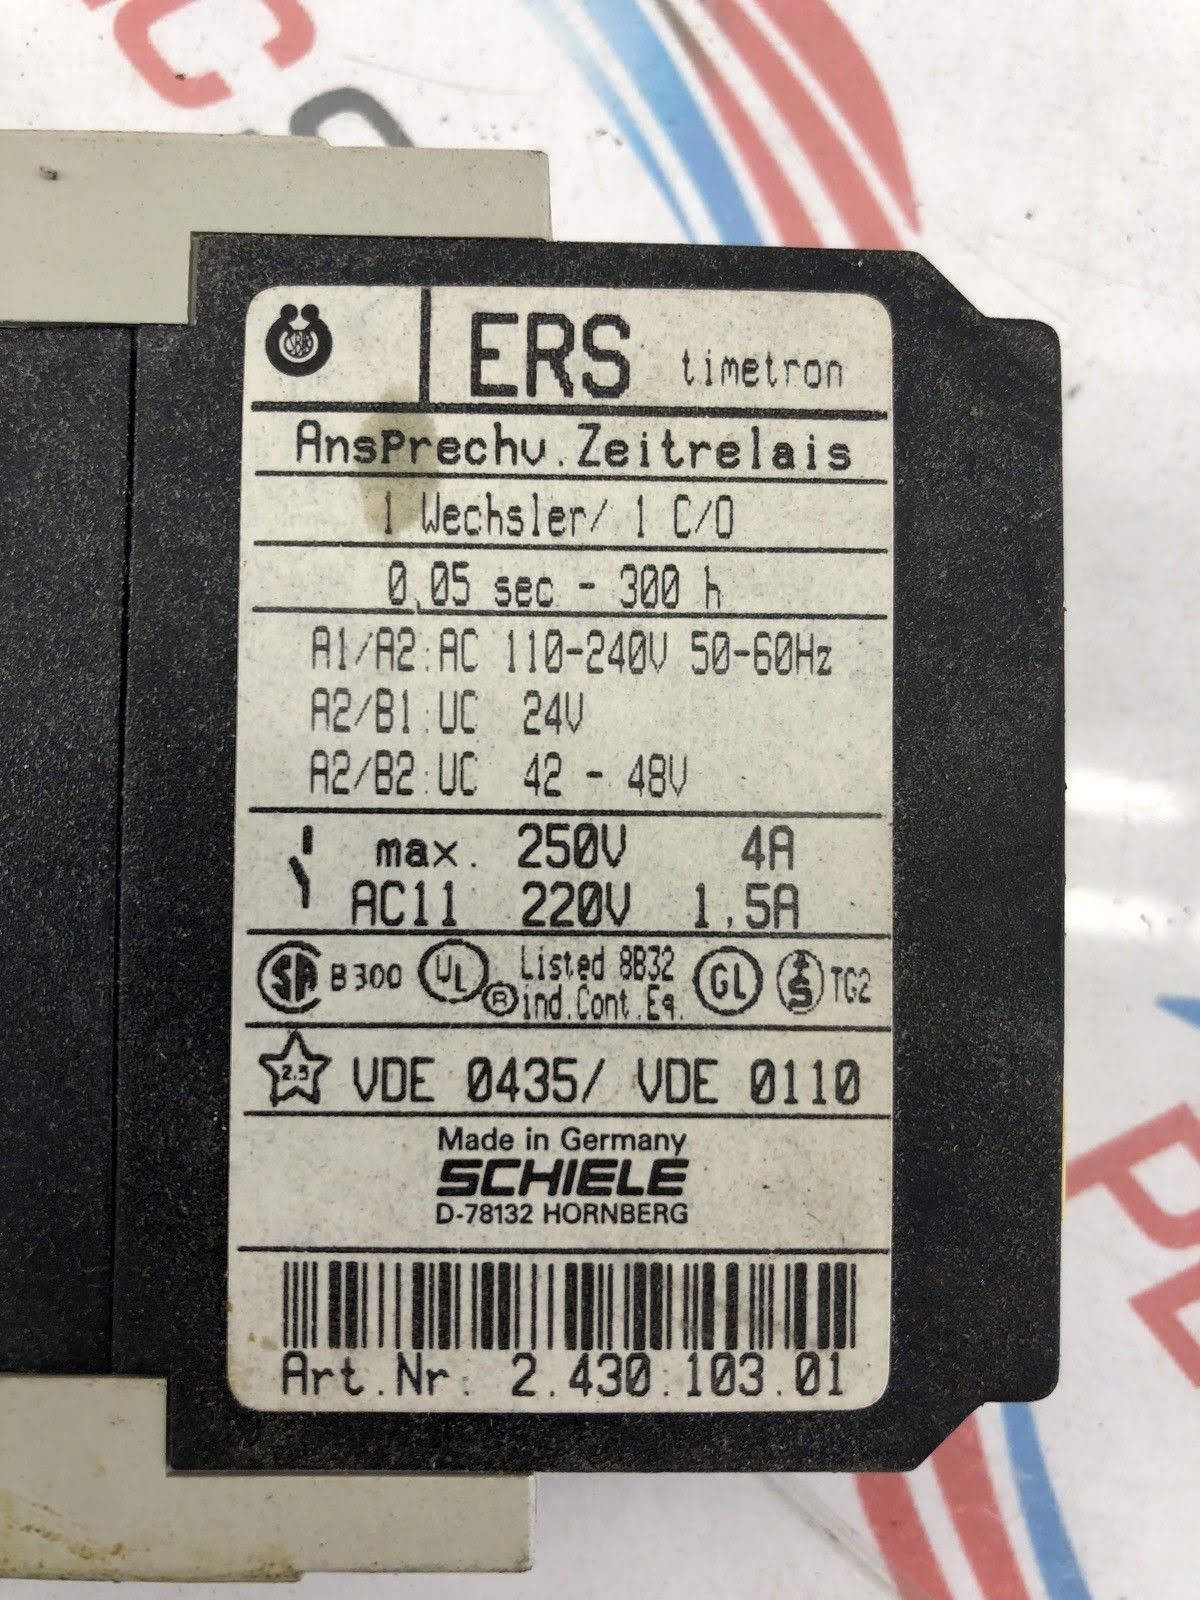 ERS timetron
Ansprechv. Zeitrelais
1 Wechsler/ 1 C/O
0,05 sec - 300 h
A1/A2: AC 110-240V 50-60Hz
A2/B1: UC 24V
A2/B2: UC 42 - 48V
max. 250V 4A
AC11 220V 1,5A
SA B300 UL Listed 8B32 GL TG2
® ind.Cont.Eq.
2.3 VDE 0435/ VDE 0110
Made in Germany
SCHIELE
D-78132 HORNBERG
Art.Nr. 2.430.103.01